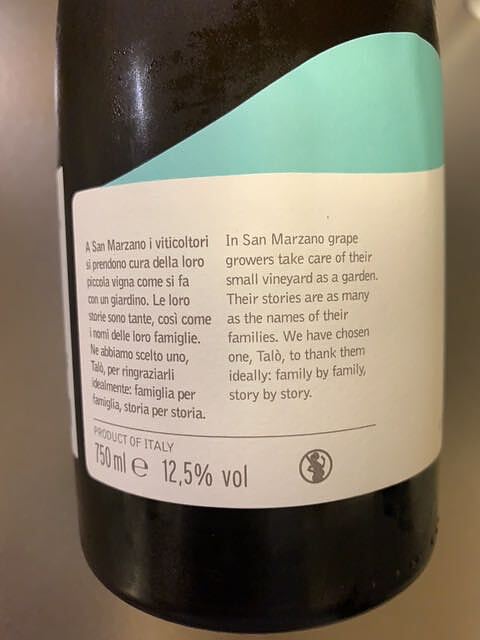 A San Marzano i viticoltori
si prendono cura della loro
piccola vigna come si fa
con un giardino. Le loro
storie sono tante, così come
i nomi delle loro famiglie.
Ne abbiamo scelto uno,
Talò, per ringraziarli
idealmente: famiglia per
famiglia, storia per storia.
In San Marzano grape
growers take care of their
small vineyard as a garden.
Their stories are as many
as the names of their
families. We have chosen
one, Talò, to thank them
ideally: family by family,
story by story.
PRODUCT OF ITALY
750 ml ℮ 12,5% vol